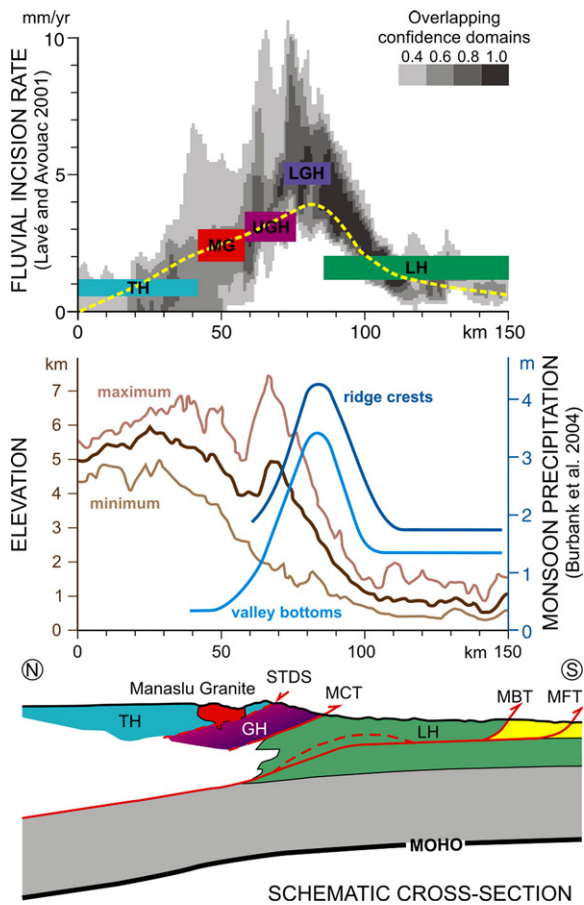 mm/yr
Overlapping
confidence domains
0.4 0.6 0.8 1.0
10
5
0
FLUVIAL INCISION RATE
(Lavé and Avouac 2001)
LGH
UGH
MG
LH
TH
0 50 100 km 150
km
m
7
6
5
4
3
2
1
0
ELEVATION
maximum
minimum
ridge crests
valley bottoms
4
3
2
1
0
MONSOON PRECIPITATION
(Burbank et al. 2004)
0 50 100 km 150
N
S
STDS
Manaslu Granite
MCT
MBT
MFT
TH
GH
LH
MOHO
SCHEMATIC CROSS-SECTION